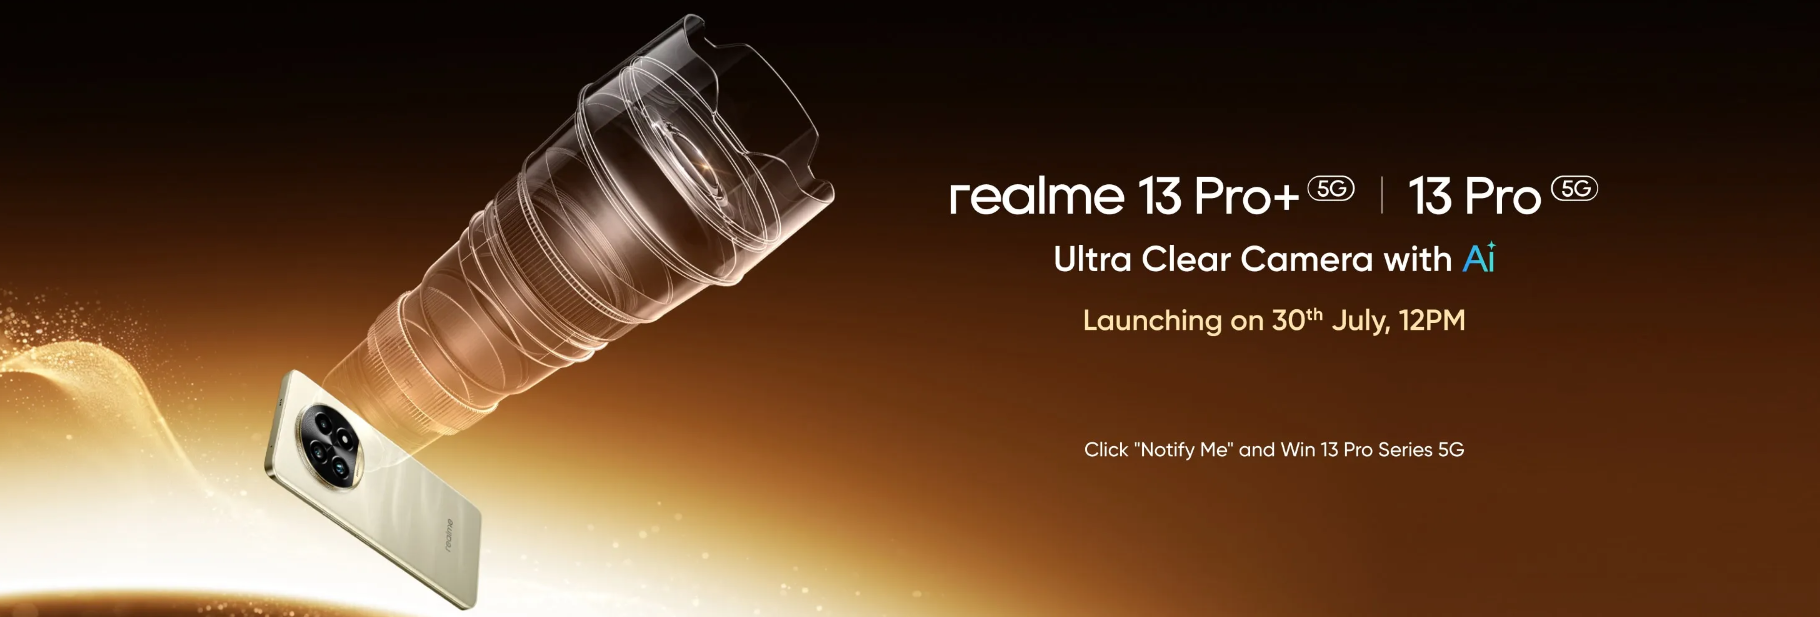 realme 13 Pro+ 5G | 13 Pro 5G
Ultra Clear Camera with Ai
Launching on 30th July, 12PM
Click "Notify Me" and Win 13 Pro Series 5G
realme